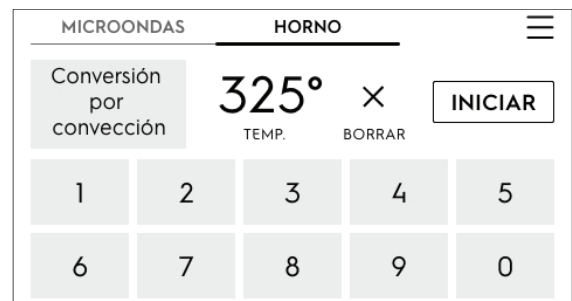 MICROONDAS HORNO
Conversión
por
convección
325°
TEMP.
×
BORRAR
INICIAR
1 2 3 4 5
6 7 8 9 0